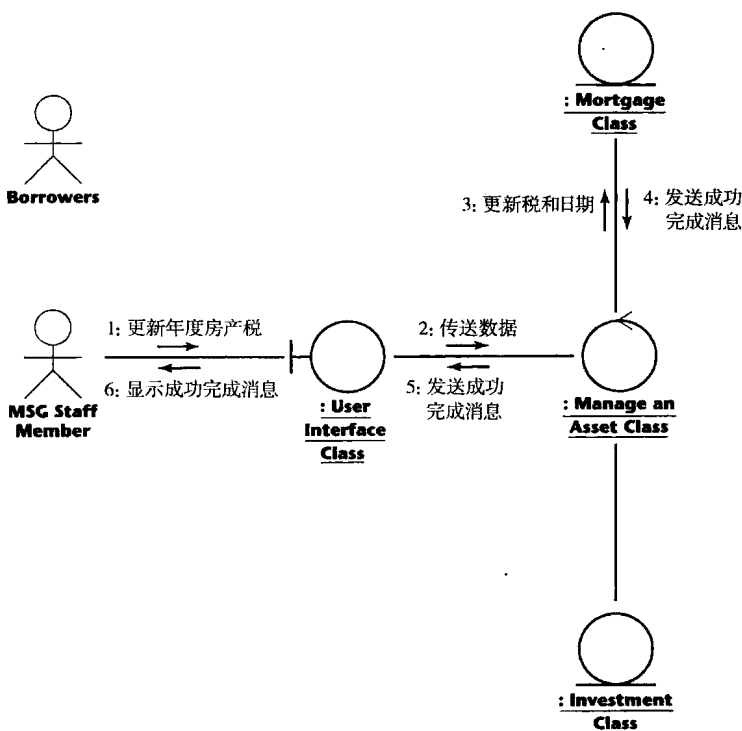 : Mortgage
Class
Borrowers
3: 更新税和日期
4: 发送成功
完成消息
1: 更新年度房产税
2: 传送数据
6: 显示成功完成消息
5: 发送成功
完成消息
MSG Staff
Member
: User
Interface
Class
: Manage an
Asset Class
: Investment
Class